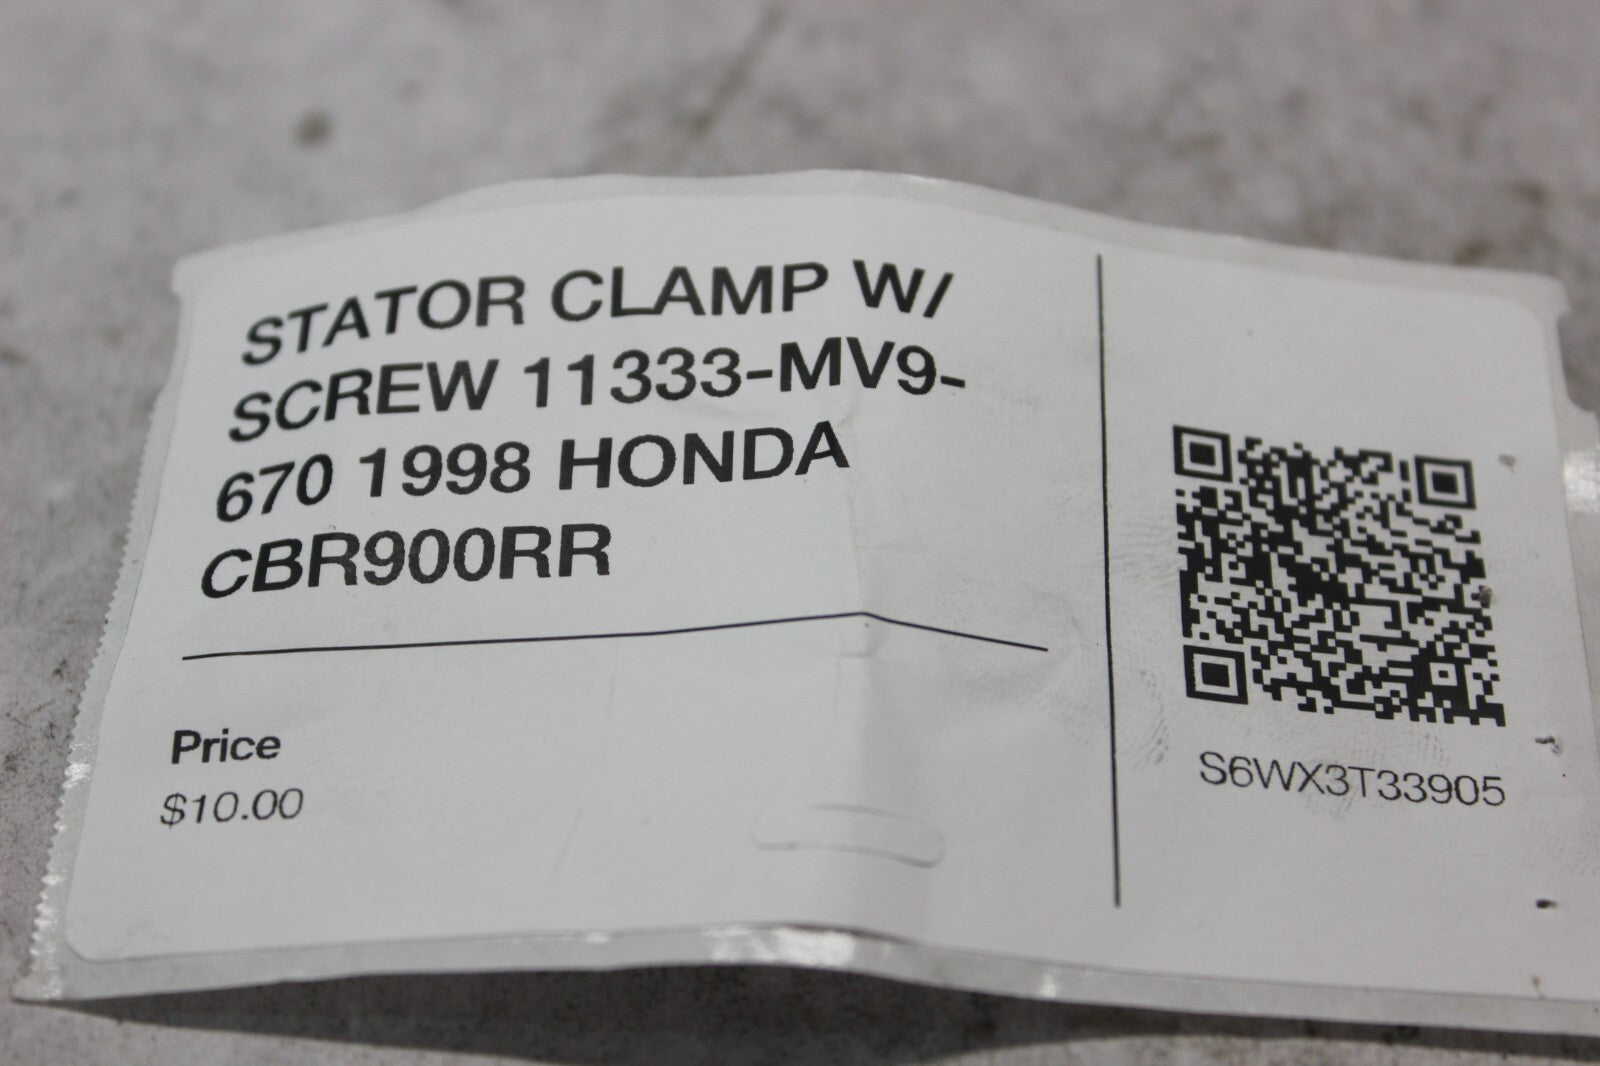 STATOR CLAMP W/
SCREW 11333-MV9-
670 1998 HONDA
CBR900RR
Price
$10.00
S6WX3T33905